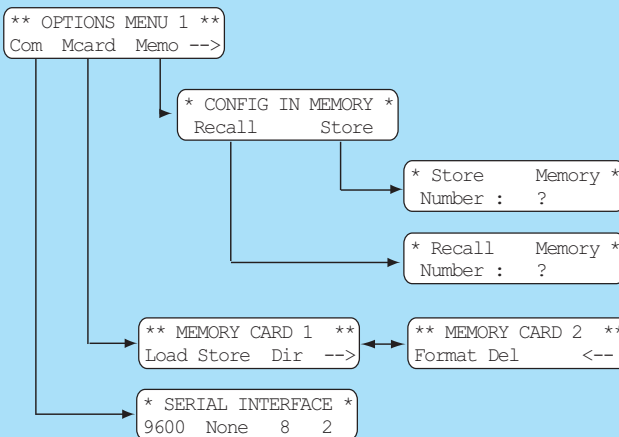 ** OPTIONS MENU 1 **
Com Mcard Memo -->
* CONFIG IN MEMORY *
Recall Store
* Store Memory *
Number : ?
* Recall Memory *
Number : ?
** MEMORY CARD 1 **
Load Store Dir -->
** MEMORY CARD 2 **
Format Del <--
* SERIAL INTERFACE *
9600 None 8 2